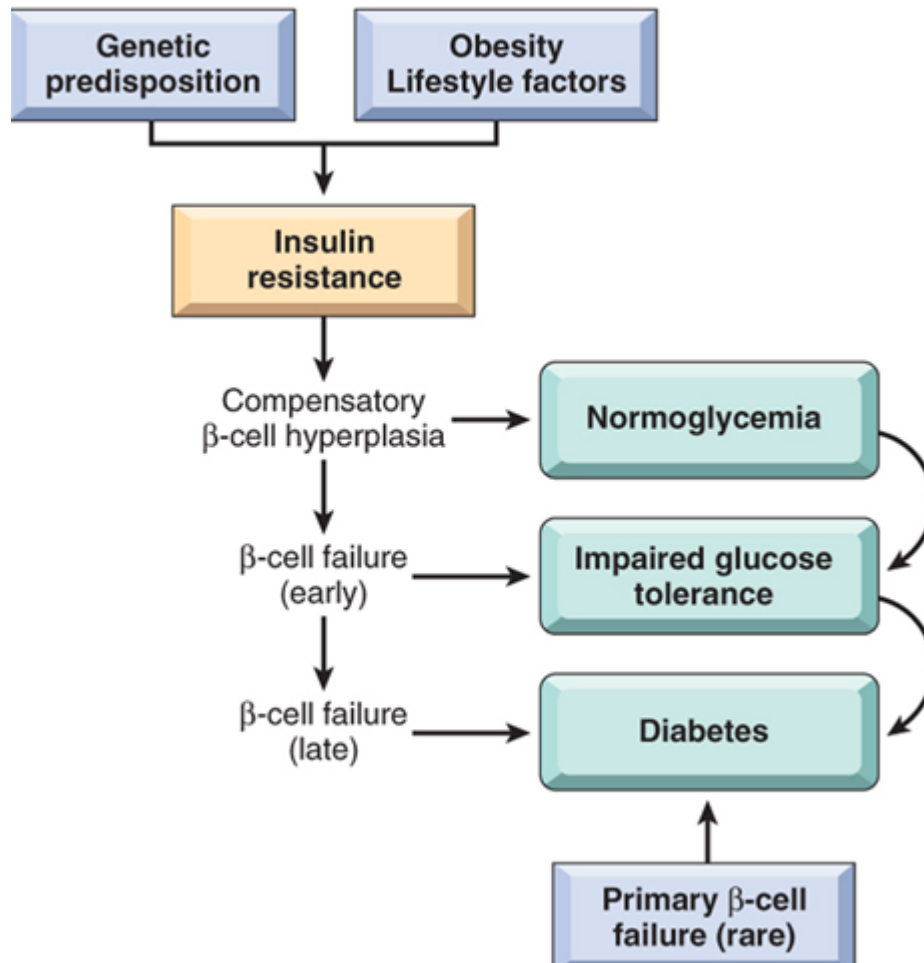 Genetic
predisposition
Obesity
Lifestyle factors
Insulin
resistance
Compensatory
β-cell hyperplasia
Normoglycemia
β-cell failure
(early)
Impaired glucose
tolerance
β-cell failure
(late)
Diabetes
Primary β-cell
failure (rare)